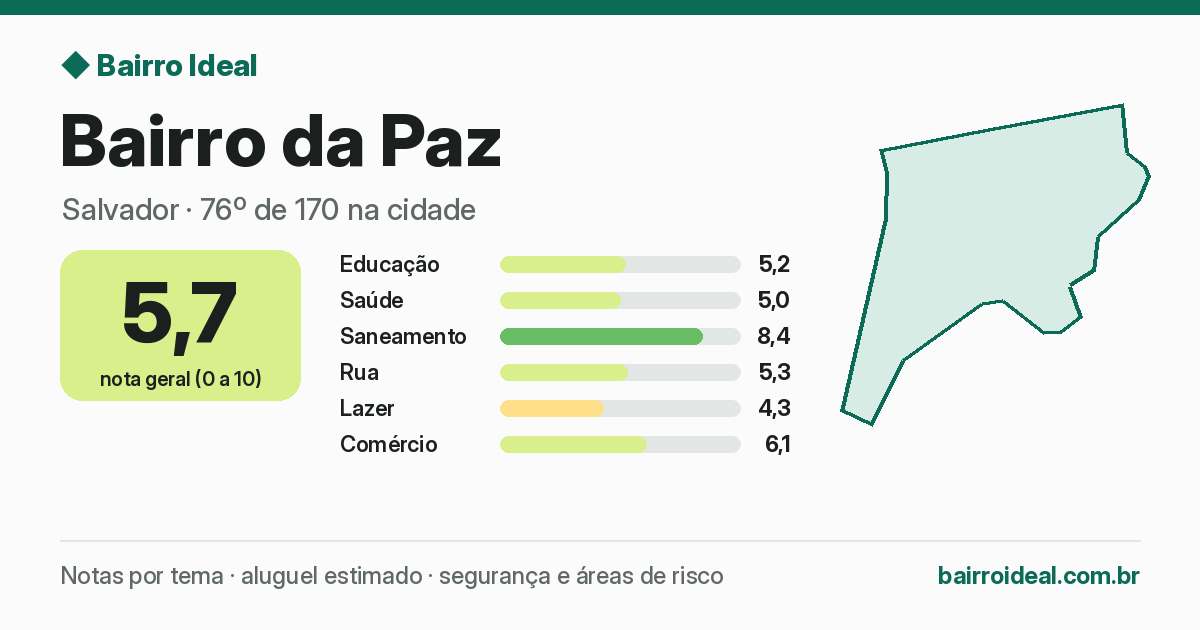 Bairro Ideal
Bairro da Paz
Salvador · 76º de 170 na cidade
5,7
nota geral (0 a 10)
Educação 5,2
Saúde 5,0
Saneamento 8,4
Rua 5,3
Lazer 4,3
Comércio 6,1
Notas por tema · aluguel estimado · segurança e áreas de risco
bairroideal.com.br